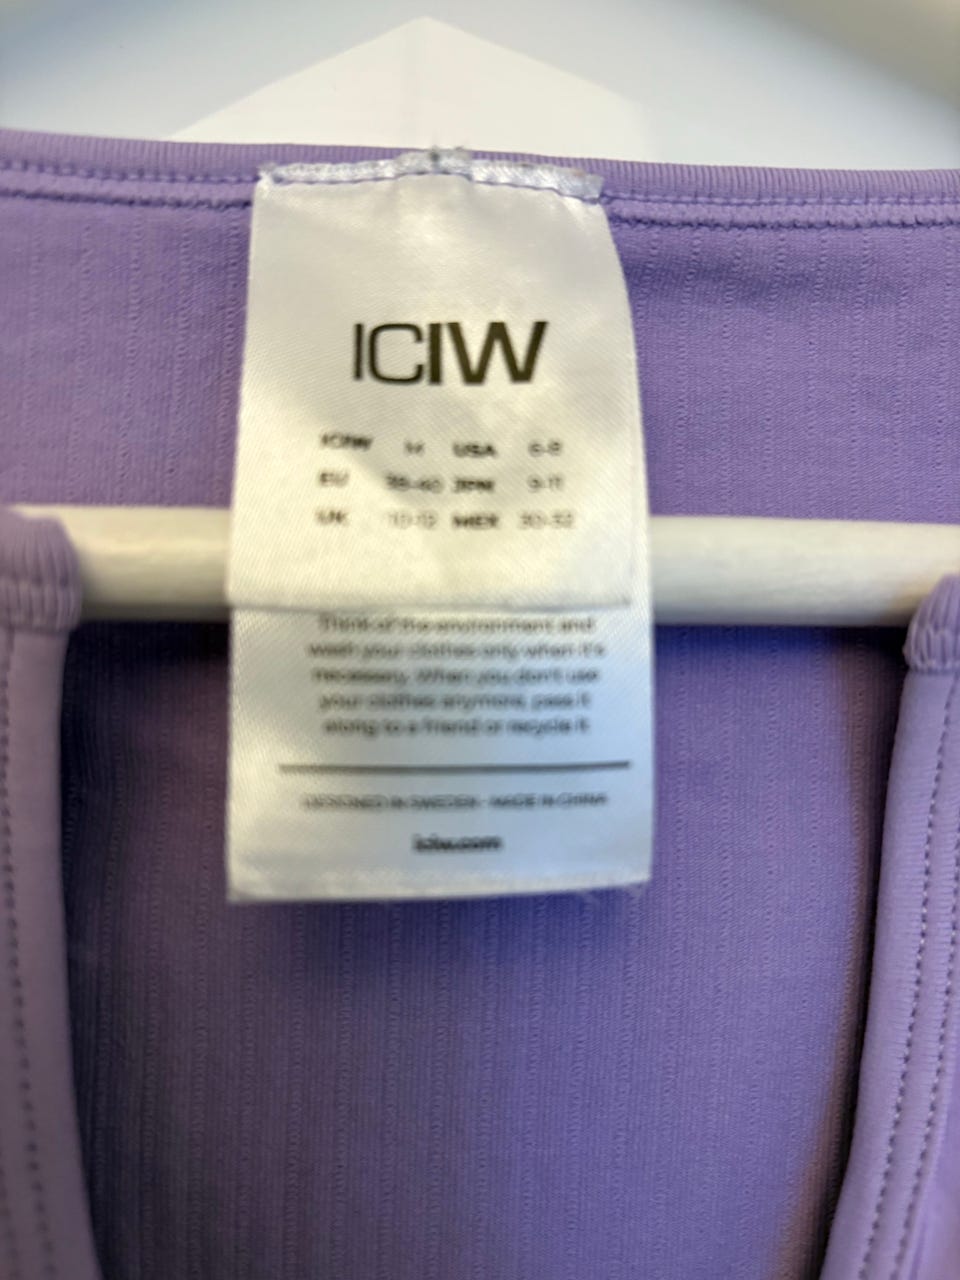 ICIW
ICIW M USA 6-8
EU 38-40 JPN 9-11
UK 10-12 MEX 30-32
Think of the environment and
wash your clothes only when it's
necessary. When you don't use
your clothes anymore, pass it
along to a friend or recycle it
DESIGNED IN SWEDEN - MADE IN CHINA
iciw.com